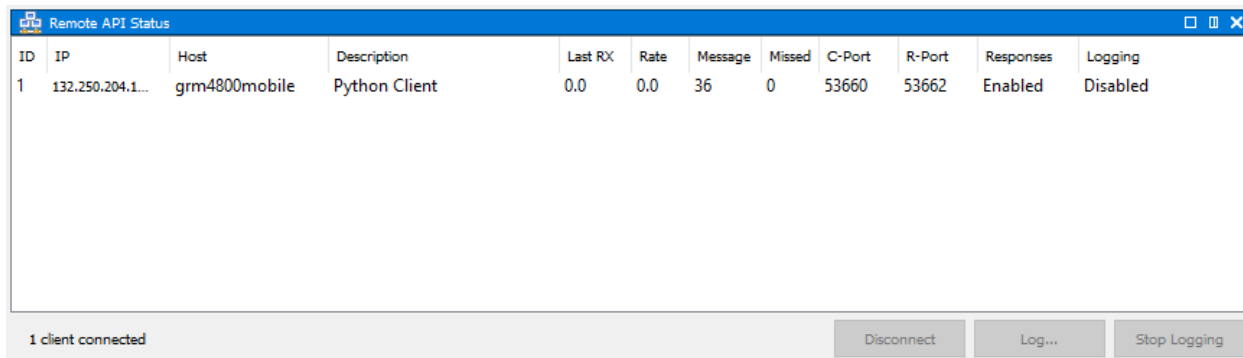 Remote API Status
ID IP Host Description Last RX Rate Message Missed C-Port R-Port Responses Logging
1 132.250.204.1... grm4800mobile Python Client 0.0 0.0 36 0 53660 53662 Enabled Disabled
1 client connected Disconnect Log... Stop Logging